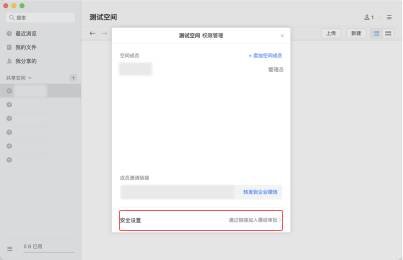 搜索
最近浏览
我的文件
我分享的
共享空间
0 B 已用
测试空间
1
上传
新建
测试空间 权限管理
空间成员
+ 添加空间成员
管理员
成员邀请链接
转发到企业微信
安全设置
通过链接加入需经审批